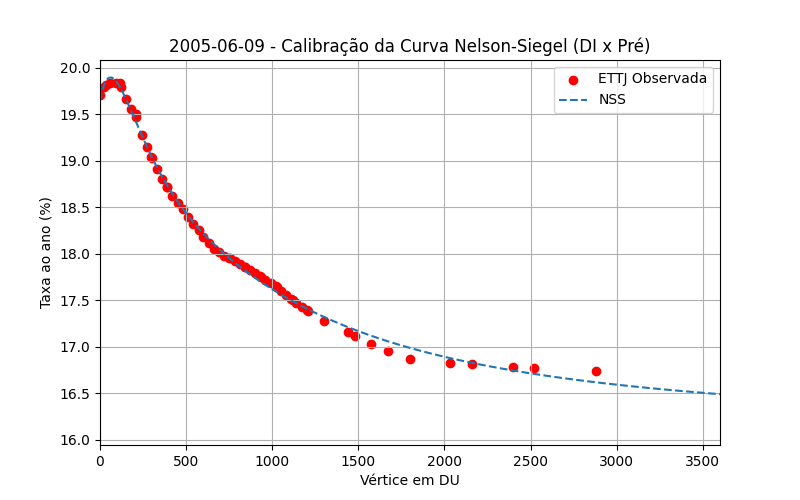 2005-06-09 - Calibração da Curva Nelson-Siegel (DI x Pré)
ETTJ Observada
NSS
20.0
19.5
19.0
18.5
18.0
17.5
17.0
16.5
16.0
Taxa ao ano (%)
0 500 1000 1500 2000 2500 3000 3500
Vértice em DU